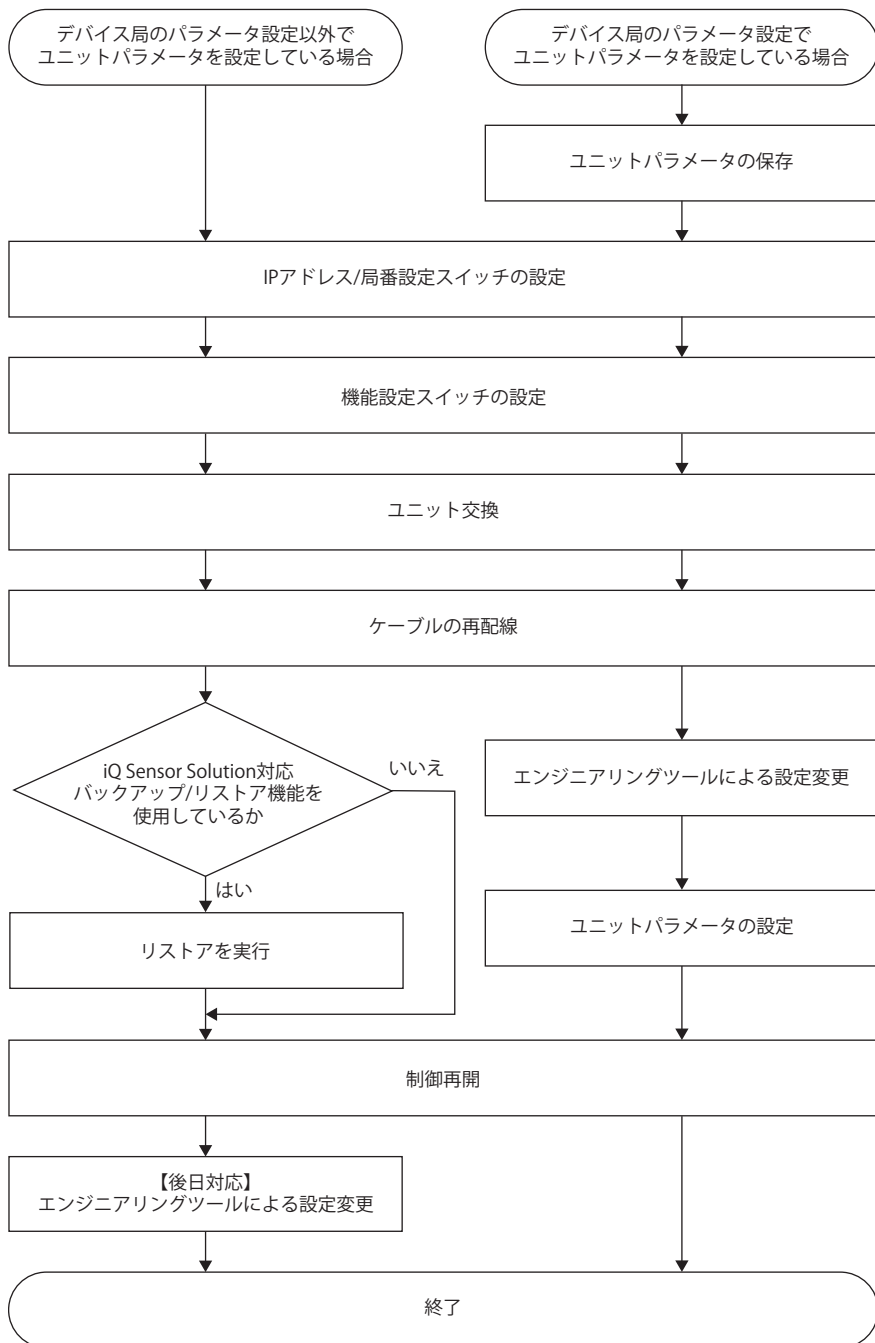 デバイス局のパラメータ設定以外で
ユニットパラメータを設定している場合
デバイス局のパラメータ設定で
ユニットパラメータを設定している場合
ユニットパラメータの保存
IPアドレス/局番設定スイッチの設定
機能設定スイッチの設定
ユニット交換
ケーブルの再配線
iQ Sensor Solution対応
バックアップ/リストア機能を
使用しているか
いいえ
はい
エンジニアリングツールによる設定変更
リストアを実行
ユニットパラメータの設定
制御再開
【後日対応】
エンジニアリングツールによる設定変更
終了